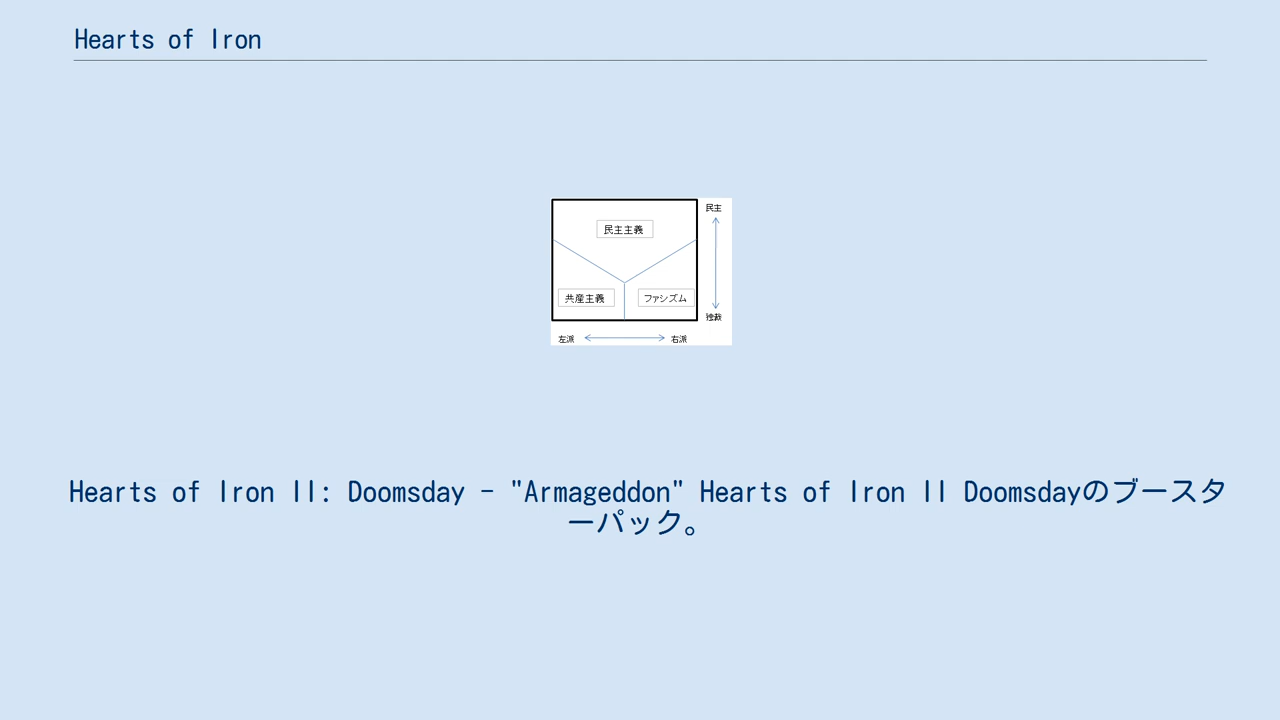 Hearts of Iron
民主
民主主義
共産主義
ファシズム
独裁
左派
右派
Hearts of Iron II: Doomsday - "Armageddon" Hearts of Iron II Doomsdayのブースタ
ーパック。